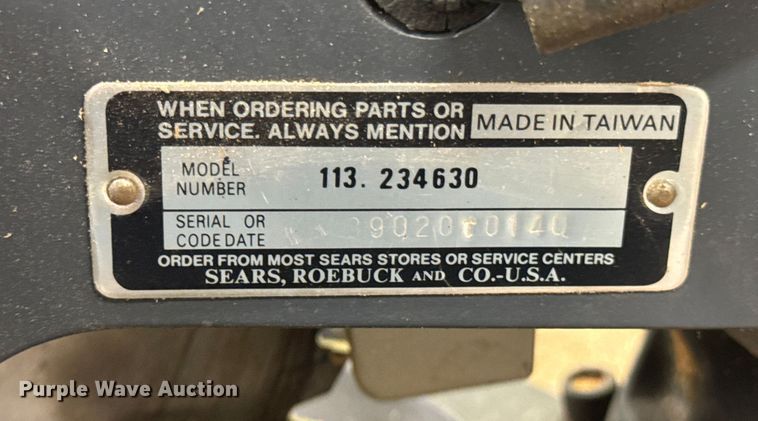 WHEN ORDERING PARTS OR
SERVICE. ALWAYS MENTION
MADE IN TAIWAN
MODEL
NUMBER
113. 234630
SERIAL OR
CODE DATE
ORDER FROM MOST SEARS STORES OR SERVICE CENTERS
SEARS, ROEBUCK AND CO.-U.S.A.
Purple Wave Auction